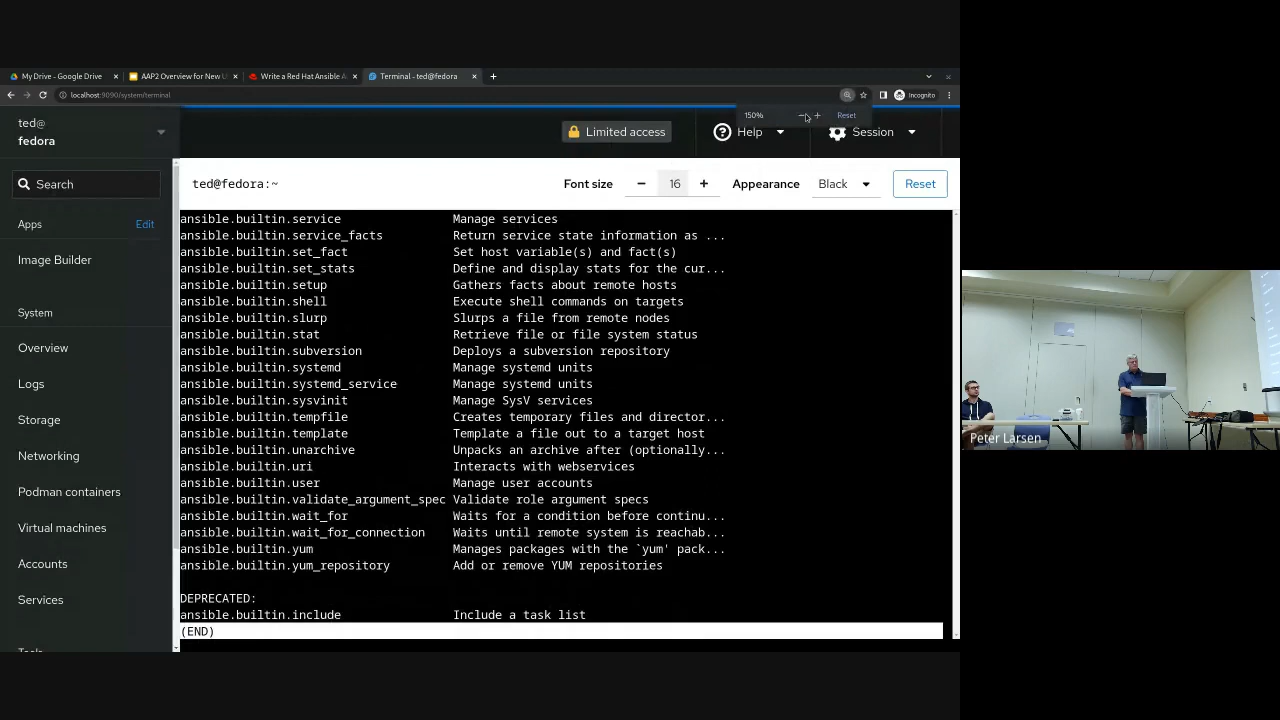 My Drive - Google Drive
AAP2 Overview for New U
Write a Red Hat Ansible A
Terminal - ted@fedora
localhost:9090/system/terminal
Incognito
ted@
fedora
Limited access
Help
Session
150%
Reset
Search
Apps
Edit
Image Builder
System
Overview
Logs
Storage
Networking
Podman containers
Virtual machines
Accounts
Services
ted@fedora:~
Font size
16
Appearance
Black
Reset
ansible.builtin.service Manage services
ansible.builtin.service_facts Return service state information as ...
ansible.builtin.set_fact Set host variable(s) and fact(s)
ansible.builtin.set_stats Define and display stats for the cur...
ansible.builtin.setup Gathers facts about remote hosts
ansible.builtin.shell Execute shell commands on targets
ansible.builtin.slurp Slurps a file from remote nodes
ansible.builtin.stat Retrieve file or file system status
ansible.builtin.subversion Deploys a subversion repository
ansible.builtin.systemd Manage systemd units
ansible.builtin.systemd_service Manage systemd units
ansible.builtin.sysvinit Manage SysV services
ansible.builtin.tempfile Creates temporary files and director...
ansible.builtin.template Template a file out to a target host
ansible.builtin.unarchive Unpacks an archive after (optionally...
ansible.builtin.uri Interacts with webservices
ansible.builtin.user Manage user accounts
ansible.builtin.validate_argument_spec Validate role argument specs
ansible.builtin.wait_for Waits for a condition before continu...
ansible.builtin.wait_for_connection Waits until remote system is reachab...
ansible.builtin.yum Manages packages with the `yum' pack...
ansible.builtin.yum_repository Add or remove YUM repositories
DEPRECATED:
ansible.builtin.include Include a task list
(END)
Peter Larsen